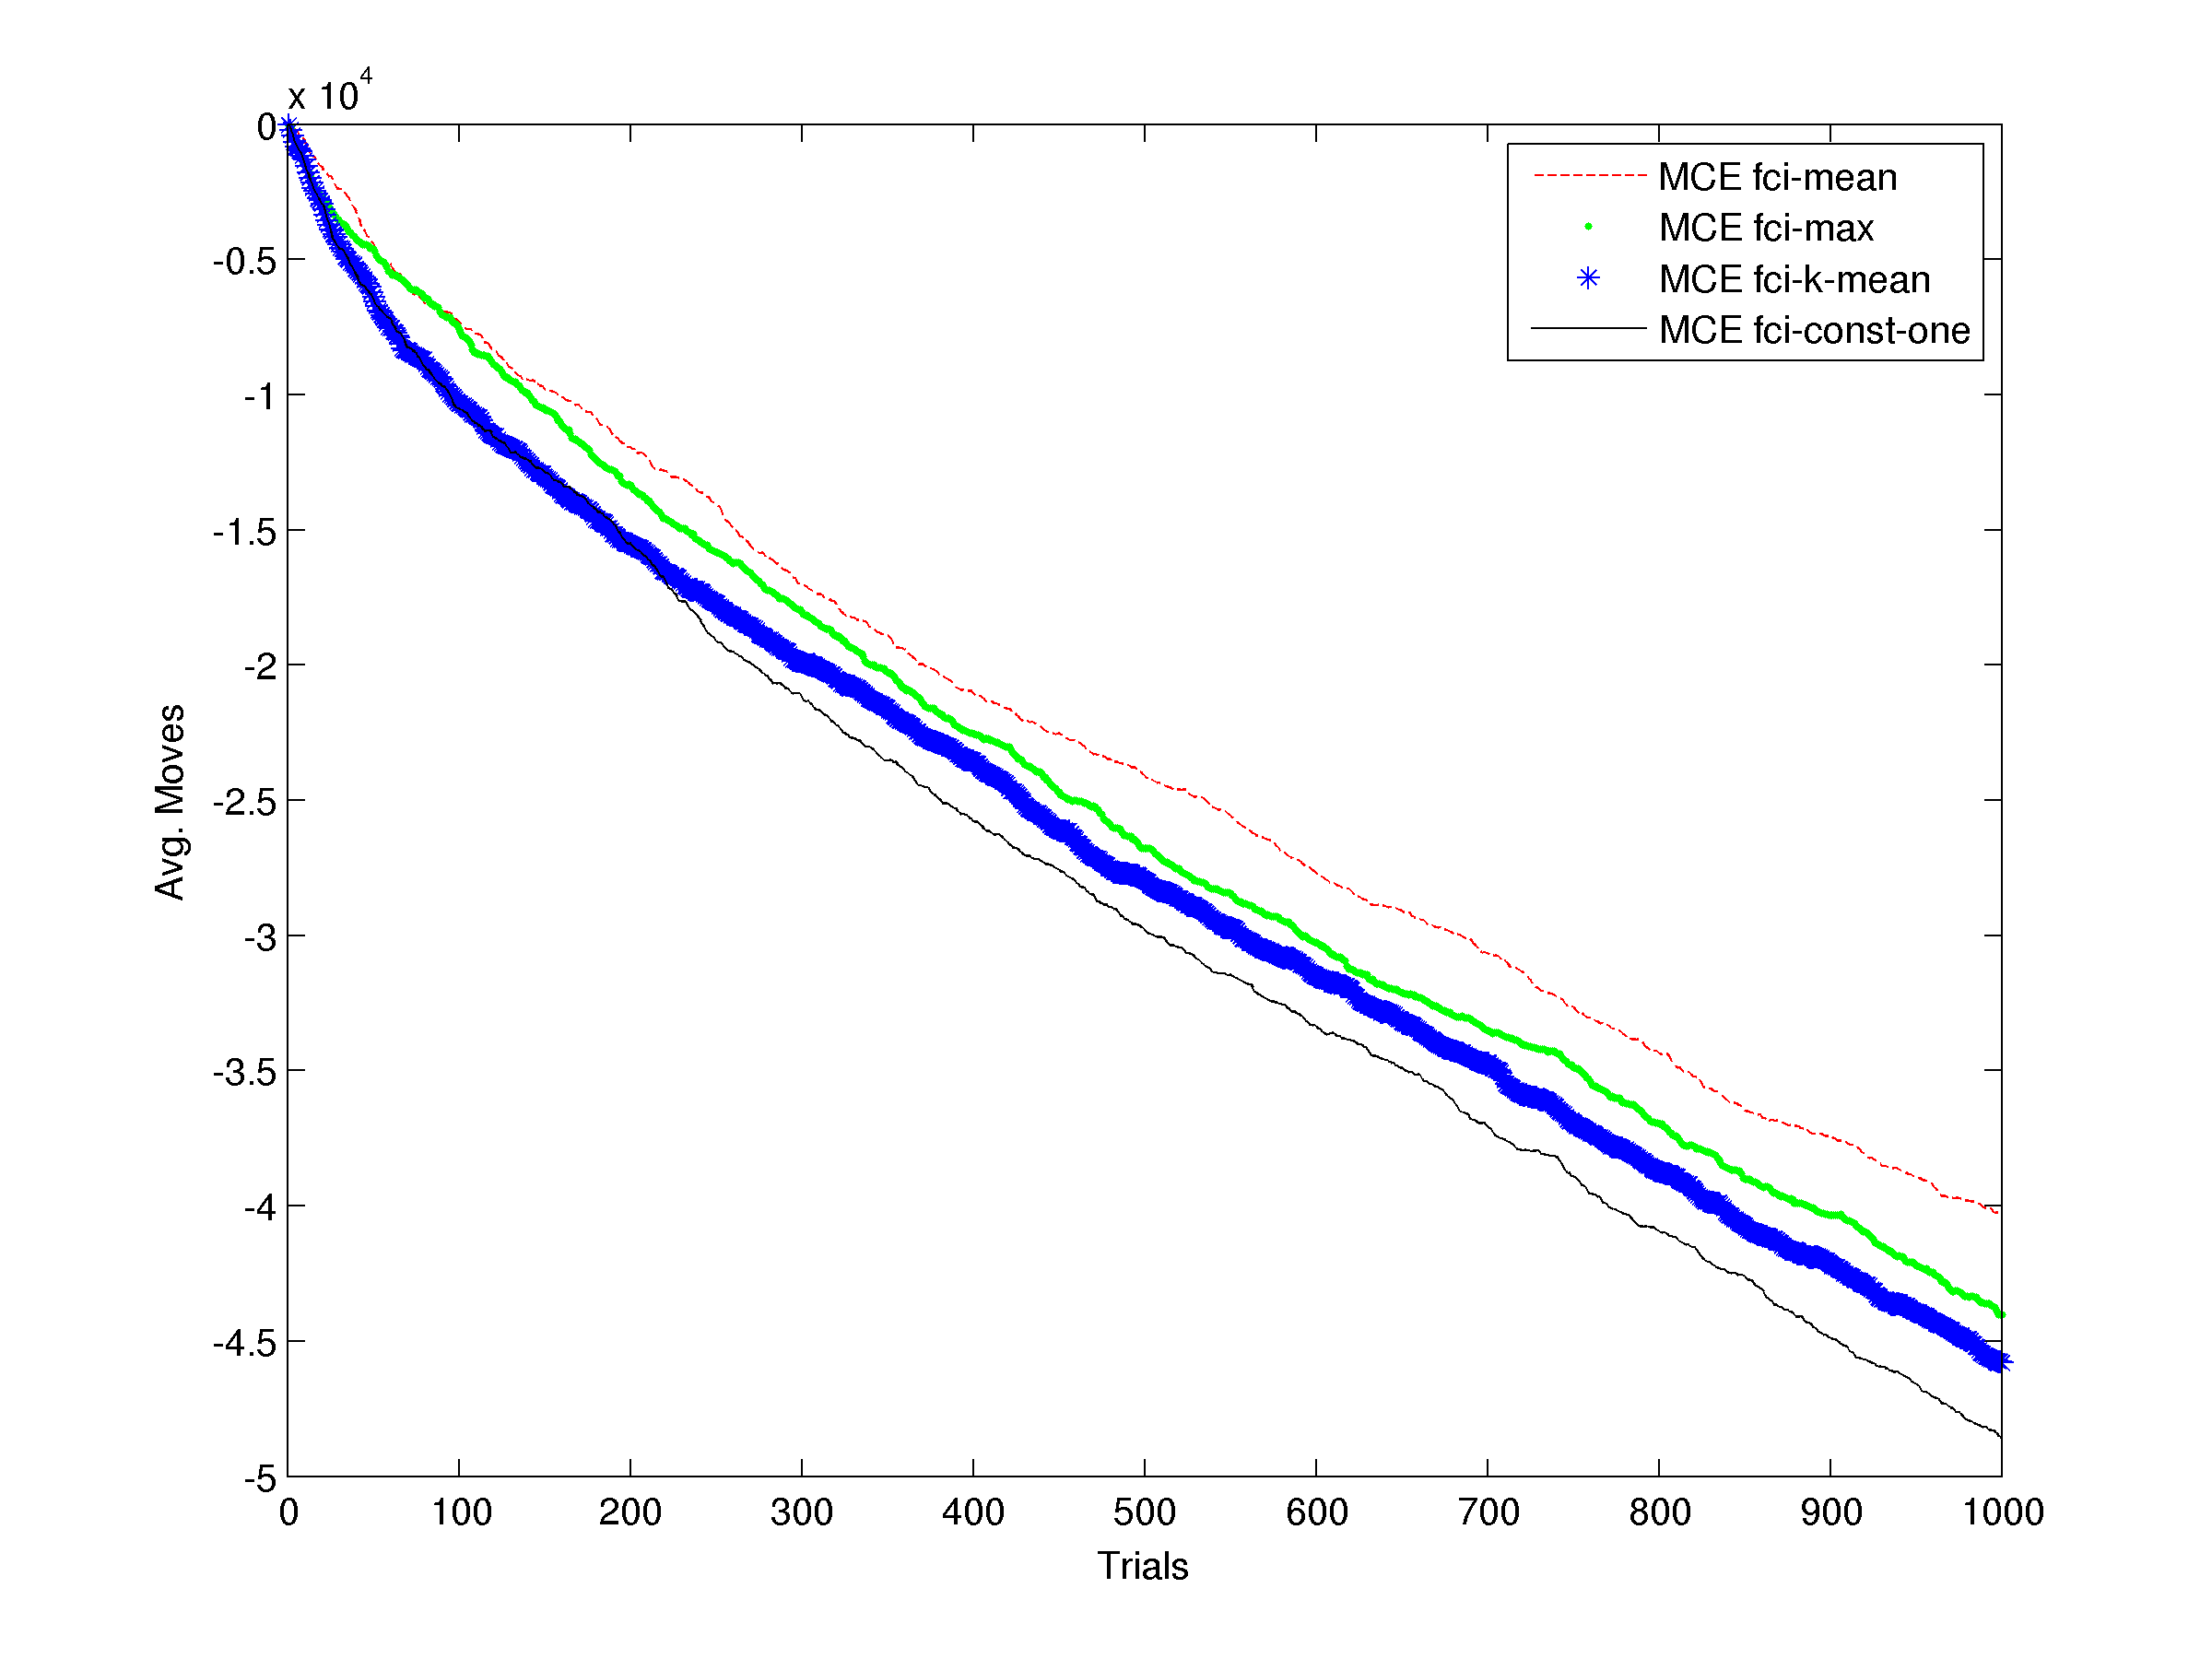 x 10^4
0
-0.5
-1
-1.5
-2
-2.5
-3
-3.5
-4
-4.5
-5
Avg. Moves
MCE fci-mean
MCE fci-max
MCE fci-k-mean
MCE fci-const-one
0 100 200 300 400 500 600 700 800 900 1000
Trials